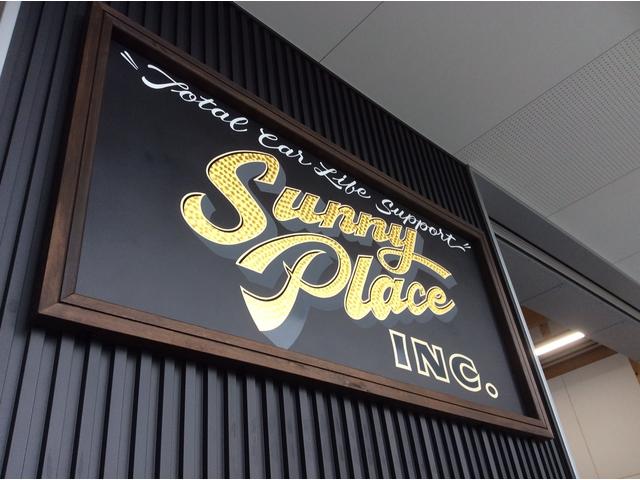 Total Car Life Support
Sunny
Place
INC.